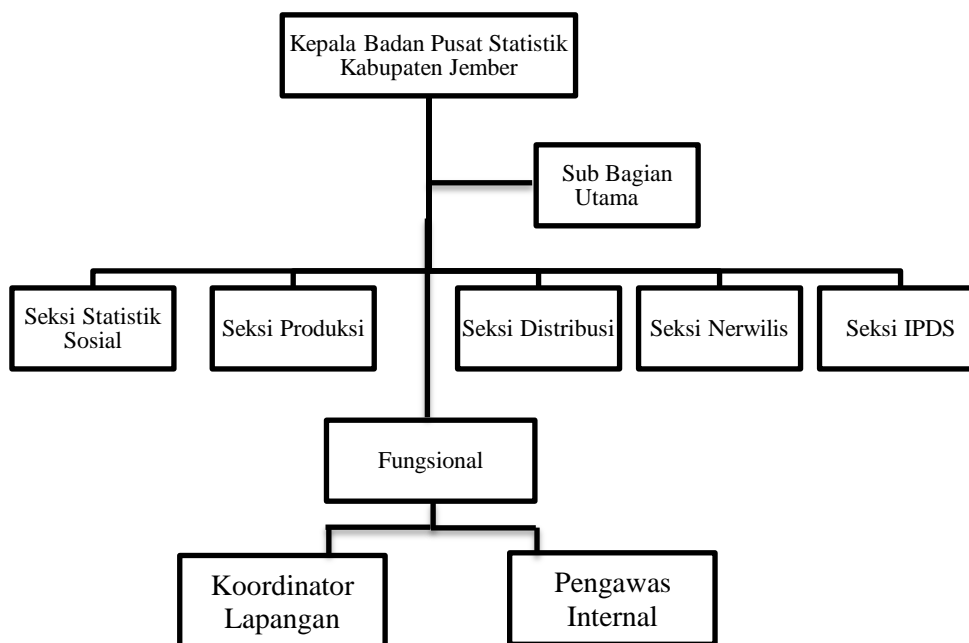 Kepala Badan Pusat Statistik
Kabupaten Jember
Sub Bagian
Utama
Seksi Statistik
Sosial
Seksi Produksi
Seksi Distribusi
Seksi Nerwilis
Seksi IPDS
Fungsional
Koordinator
Lapangan
Pengawas
Internal